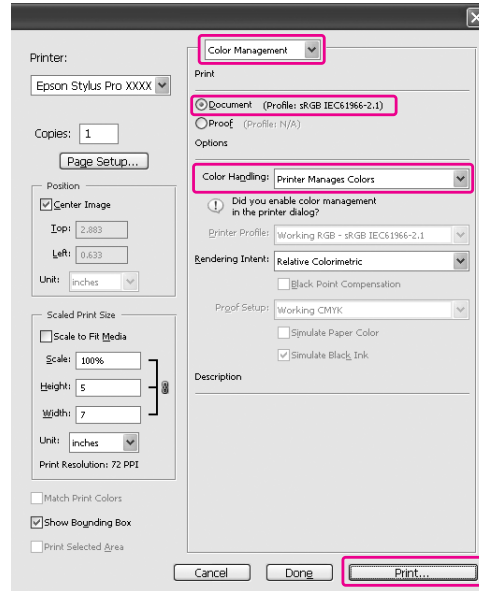 Printer:
Epson Stylus Pro XXXX
Copies: 1
Page Setup...
Position
Center Image
Top: 2.883
Left: 0.633
Unit: inches
Scaled Print Size
Scale to Fit Media
Scale: 100%
Height: 5
Width: 7
Unit: inches
Print Resolution: 72 PPI
Match Print Colors
Show Bounding Box
Print Selected Area
Color Management
Print
Document (Profile: sRGB IEC61966-2.1)
Proof (Profile: N/A)
Options
Color Handling: Printer Manages Colors
Did you enable color management
in the printer dialog?
Printer Profile: Working RGB - sRGB IEC61966-2.1
Rendering Intent: Relative Colorimetric
Black Point Compensation
Proof Setup: Working CMYK
Simulate Paper Color
Simulate Black Ink
Description
Cancel
Done
Print...